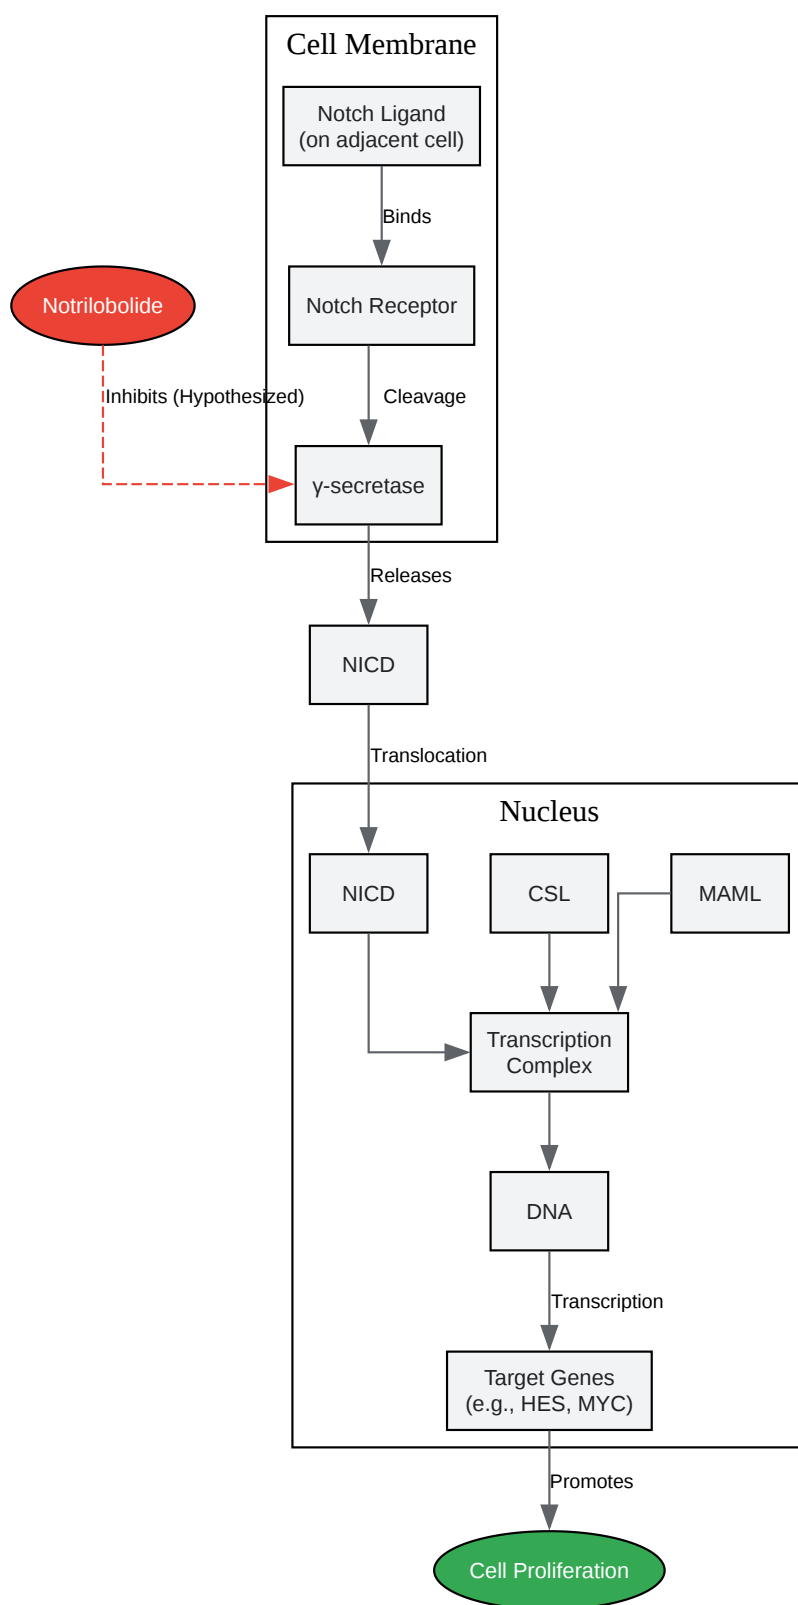 Cell Membrane
Notch Ligand
(on adjacent cell)
Binds
Notrilobolide
Notch Receptor
Inhibits (Hypothesized)
Cleavage
γ-secretase
Releases
NICD
Translocation
Nucleus
NICD
CSL
MAML
Transcription
Complex
DNA
Transcription
Target Genes
(e.g., HES, MYC)
Promotes
Cell Proliferation